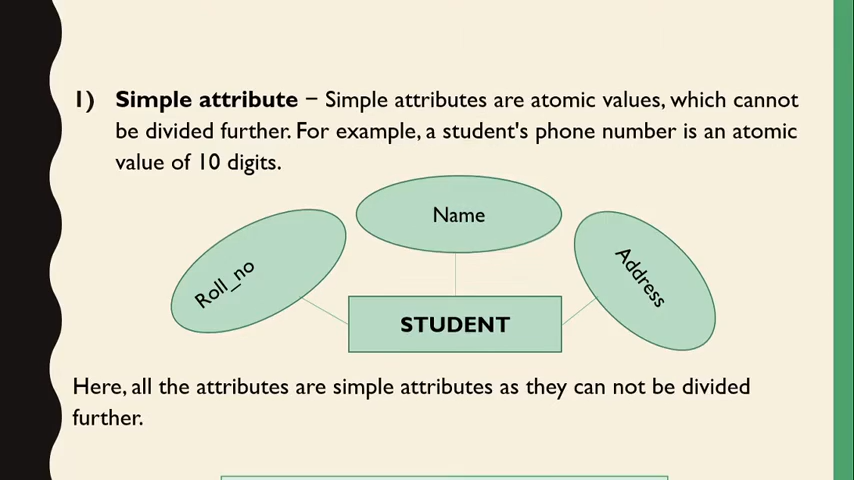 1) Simple attribute − Simple attributes are atomic values, which cannot
be divided further. For example, a student's phone number is an atomic
value of 10 digits.
Name
Roll_no
Address
STUDENT
Here, all the attributes are simple attributes as they can not be divided
further.